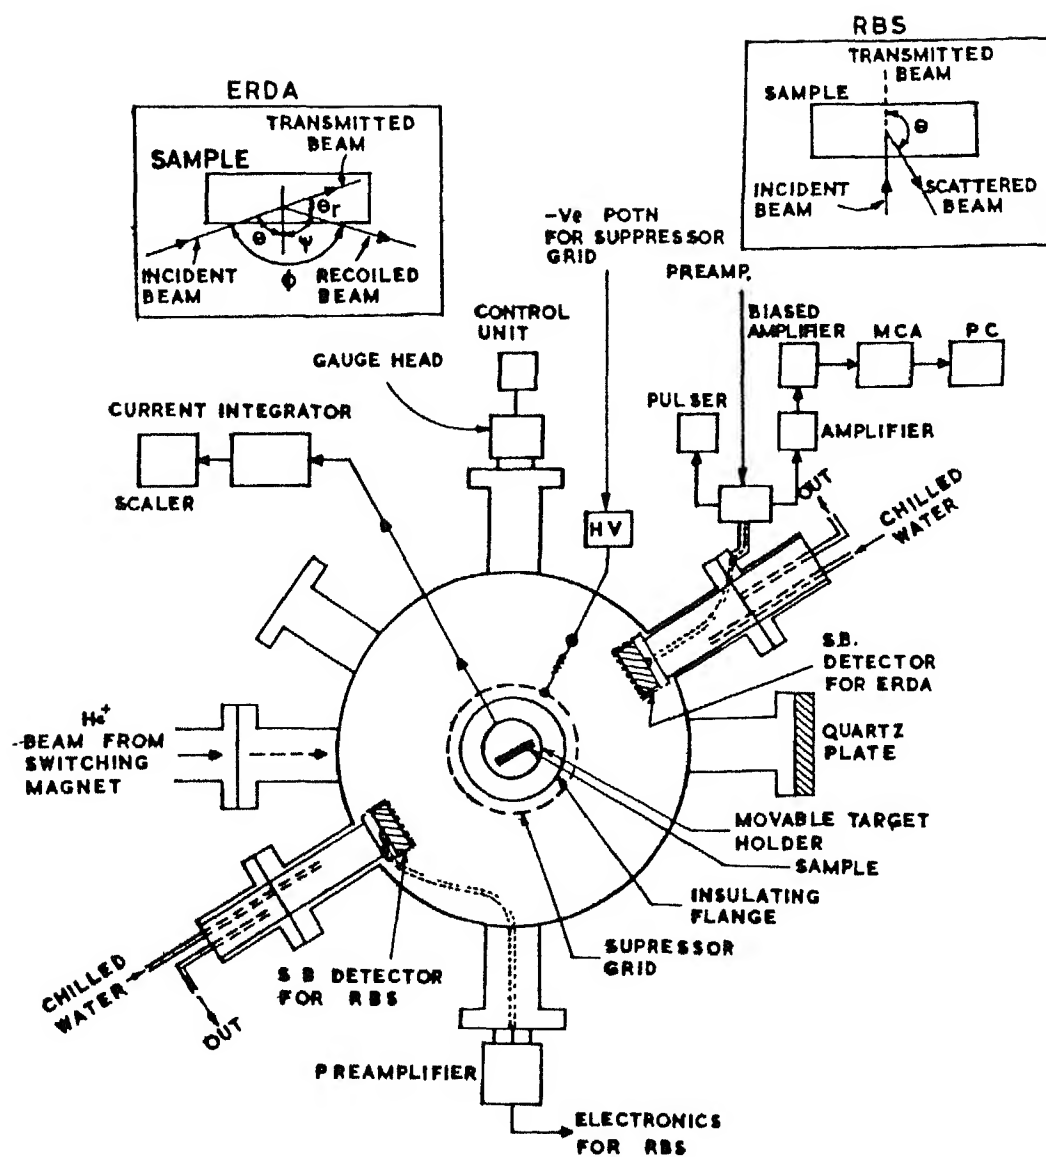 RBS
TRANSMITTED
BEAM
SAMPLE
θ
INCIDENT
BEAM
SCATTERED
BEAM
ERDA
TRANSMITTED
BEAM
SAMPLE
θr
θ
ψ
ϕ
INCIDENT
BEAM
RECOILED
BEAM
-Ve POTN
FOR SUPPRESSOR
GRID
PREAMP.
CONTROL
UNIT
GAUGE HEAD
BIASED
AMPLIFIER
MCA
PC
PULSER
AMPLIFIER
CURRENT INTEGRATOR
SCALER
HV
OUT
CHILLED
WATER
S.B.
DETECTOR
FOR ERDA
He+
-BEAM FROM
SWITCHING
MAGNET
QUARTZ
PLATE
MOVABLE TARGET
HOLDER
SAMPLE
INSULATING
FLANGE
SUPRESSOR
GRID
S B DETECTOR
FOR RBS
CHILLED
WATER
OUT
PREAMPLIFIER
ELECTRONICS
FOR RBS